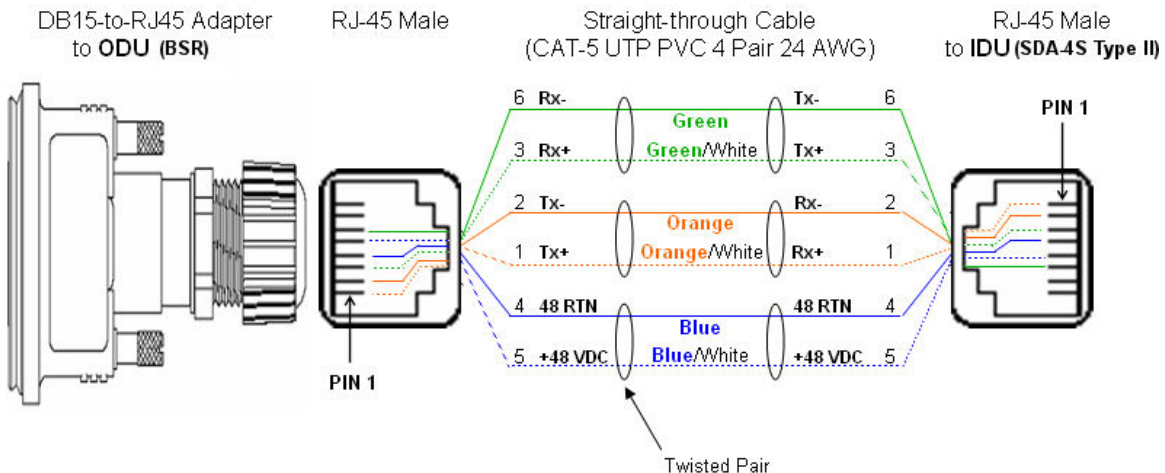 DB15-to-RJ45 Adapter
to ODU (BSR)
RJ-45 Male
Straight-through Cable
(CAT-5 UTP PVC 4 Pair 24 AWG)
RJ-45 Male
to IDU (SDA-4S Type II)
6 Rx- Tx- 6
Green
3 Rx+ Green/White Tx+ 3
2 Tx- Rx- 2
Orange
1 Tx+ Orange/White Rx+ 1
4 48 RTN 48 RTN 4
Blue
5 +48 VDC Blue/White +48 VDC 5
PIN 1
PIN 1
Twisted Pair